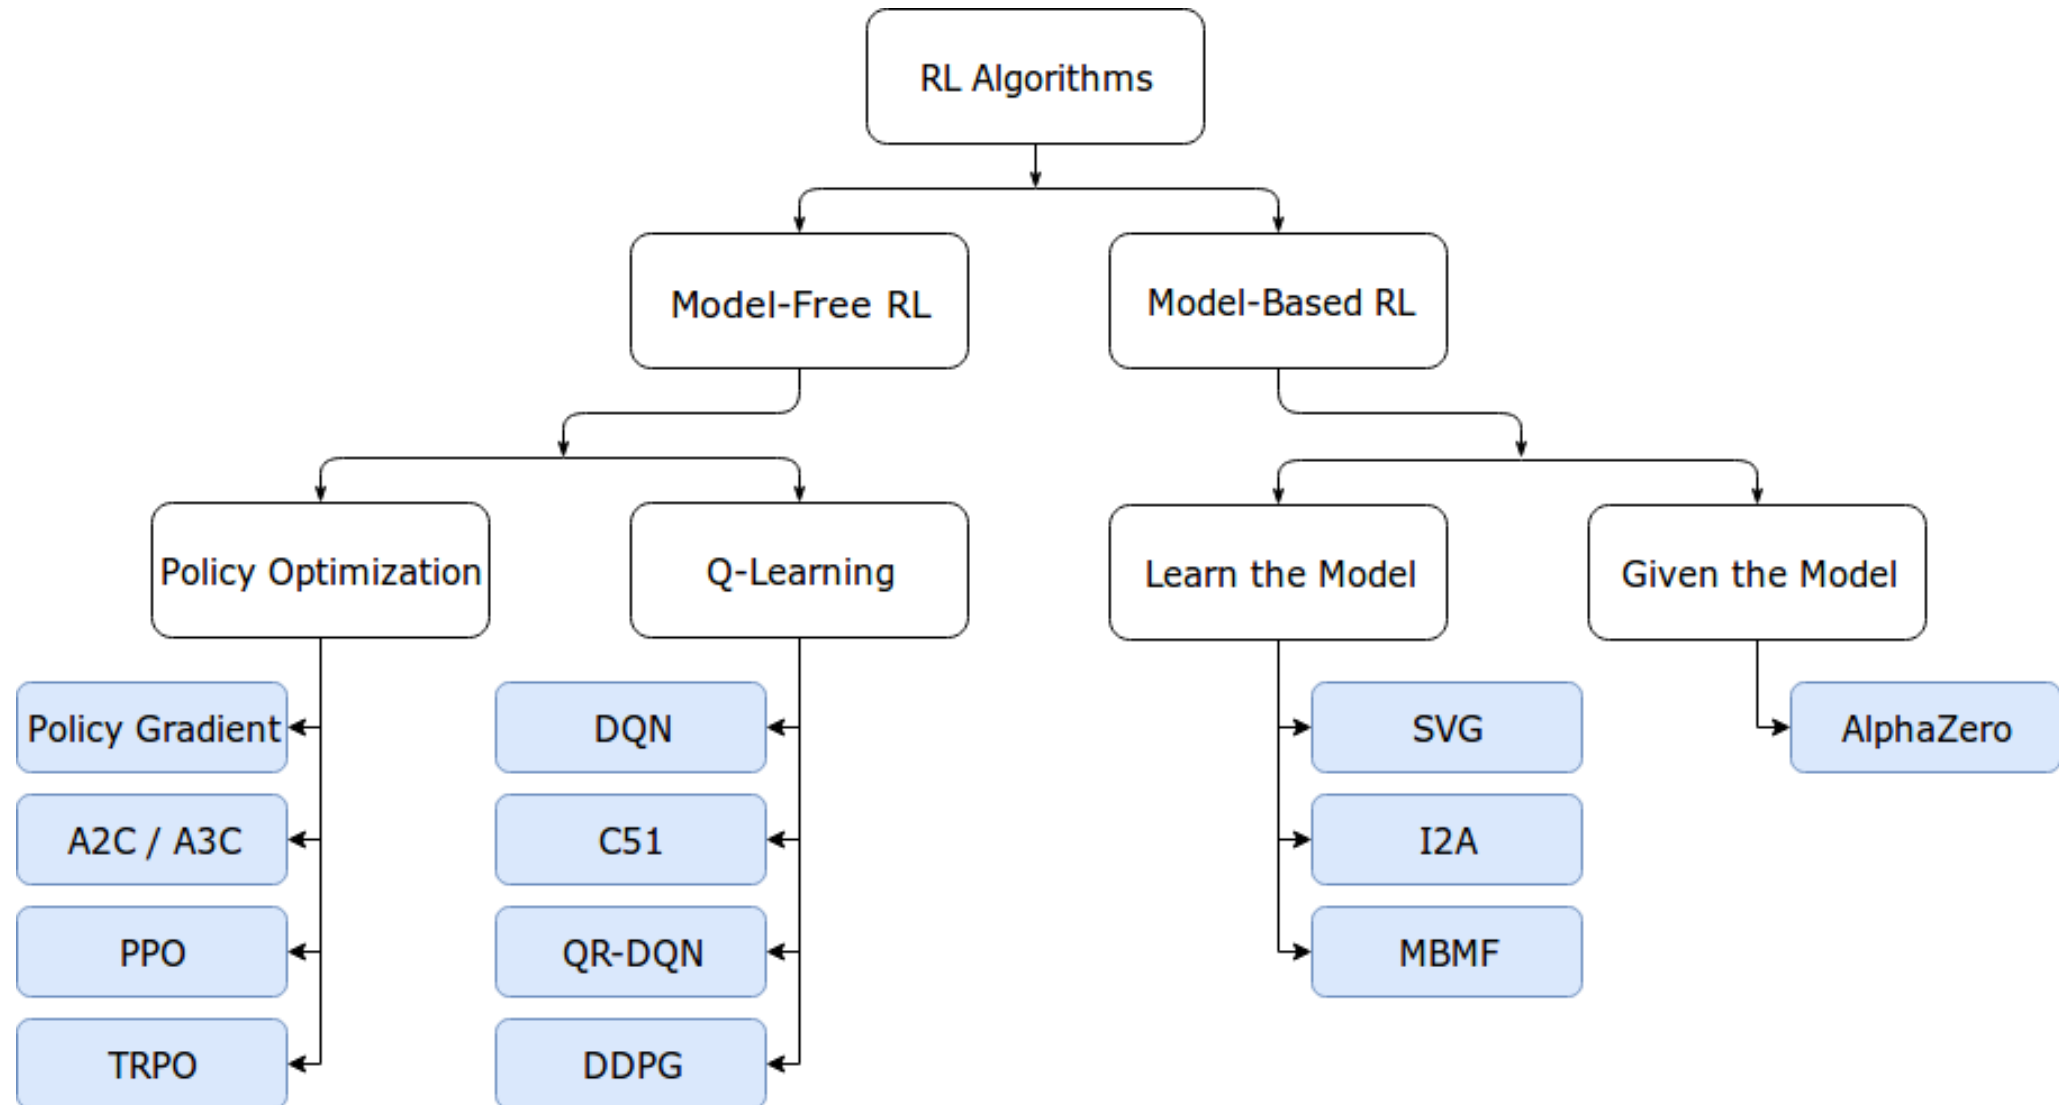 RL Algorithms
Model-Free RL
Model-Based RL
Policy Optimization
Q-Learning
Learn the Model
Given the Model
Policy Gradient
DQN
SVG
AlphaZero
A2C / A3C
C51
I2A
PPO
QR-DQN
MBMF
TRPO
DDPG